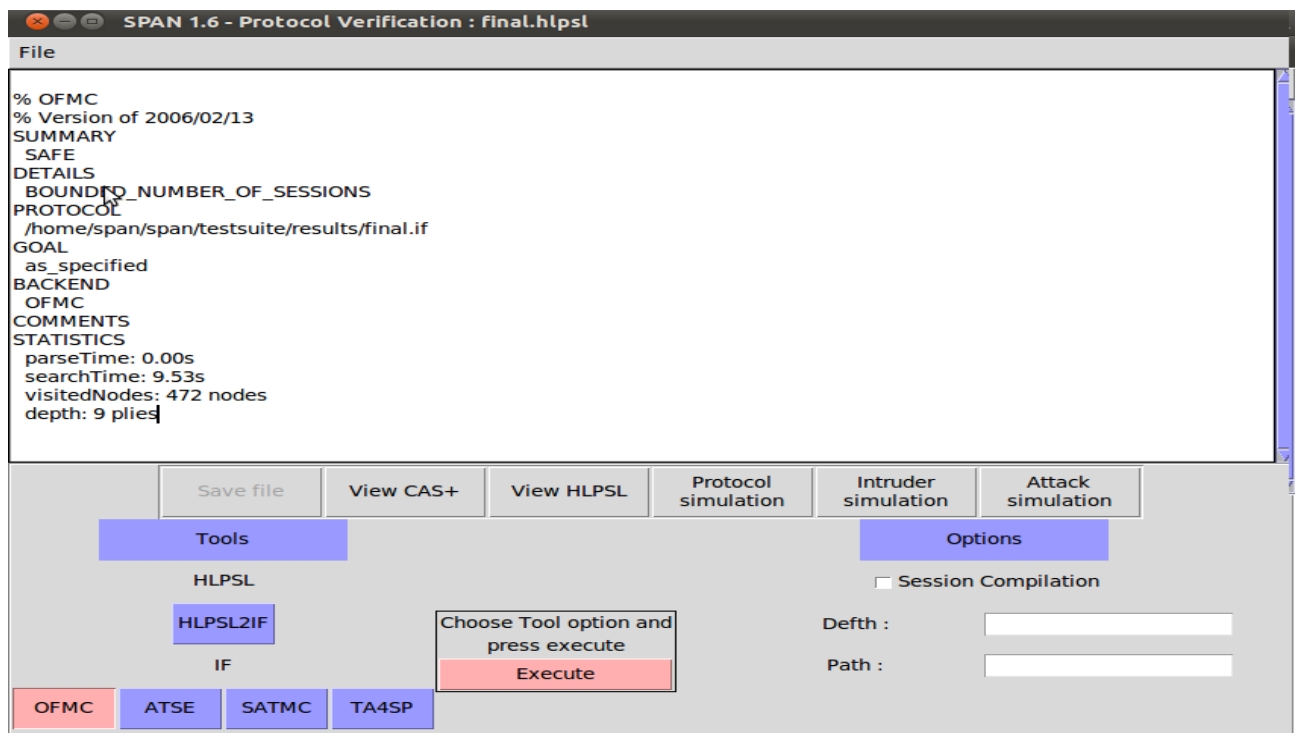 SPAN 1.6 - Protocol Verification : final.hlpsl
File
% OFMC
% Version of 2006/02/13
SUMMARY
SAFE
DETAILS
BOUNDED_NUMBER_OF_SESSIONS
PROTOCOL
/home/span/span/testsuite/results/final.if
GOAL
as_specified
BACKEND
OFMC
COMMENTS
STATISTICS
parseTime: 0.00s
searchTime: 9.53s
visitedNodes: 472 nodes
depth: 9 plies
Save file
View CAS+
View HLPSL
Protocol
simulation
Intruder
simulation
Attack
simulation
Tools
Options
HLPSL
Session Compilation
HLPSL2IF
Choose Tool option and
press execute
Execute
Defth :
IF
Path :
OFMC
ATSE
SATMC
TA4SP